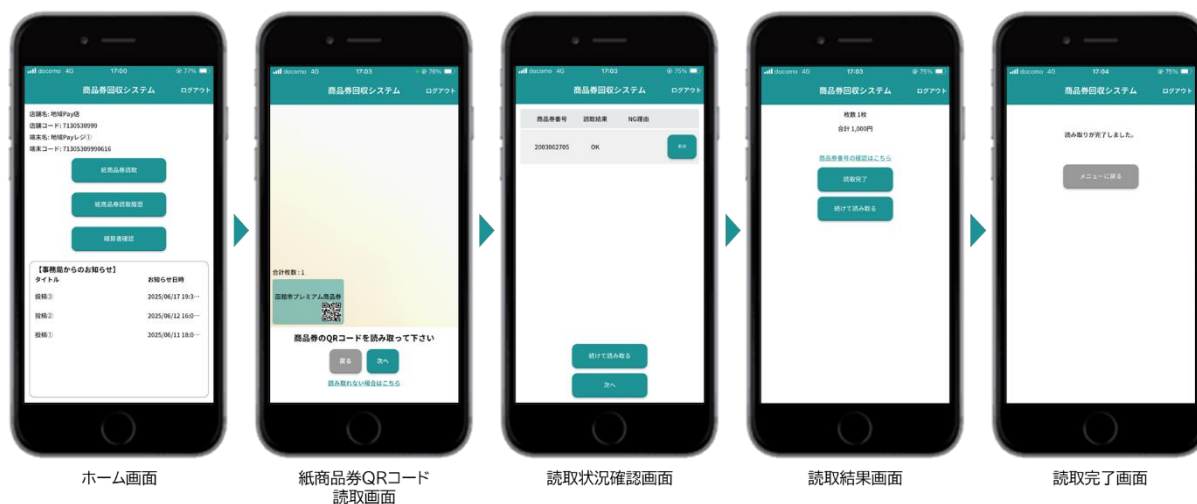 docomo 4G 17:00 77%
商品券回収システム ログアウト
店舗名: 地域Pay店
店舗コード: 7130530999
端末名: 地域Payレジ①
端末コード: 71305309990616
紙商品券読取
紙商品券読取履歴
精算書確認
【事務局からのお知らせ】
タイトル お知らせ日時
投稿③ 2025/06/17 19:3…
投稿② 2025/06/12 16:0…
投稿① 2025/06/11 18:0…
ホーム画面
docomo 4G 17:03 76%
商品券回収システム ログアウト
合計枚数 : 1
函館市プレミアム商品券
商品券のQRコードを読み取って下さい
戻る 次へ
読み取れない場合はこちら
紙商品券QRコード
読取画面
docomo 4G 17:03 75%
商品券回収システム ログアウト
商品券番号 読取結果 NG理由
2003062705 OK
続けて読み取る
次へ
読取状況確認画面
docomo 4G 17:03 75%
商品券回収システム ログアウト
枚数 1枚
合計 1,000円
商品券番号の確認はこちら
読取完了
続けて読み取る
読取結果画面
docomo 4G 17:04 75%
商品券回収システム ログアウト
読み取りが完了しました。
メニューに戻る
読取完了画面